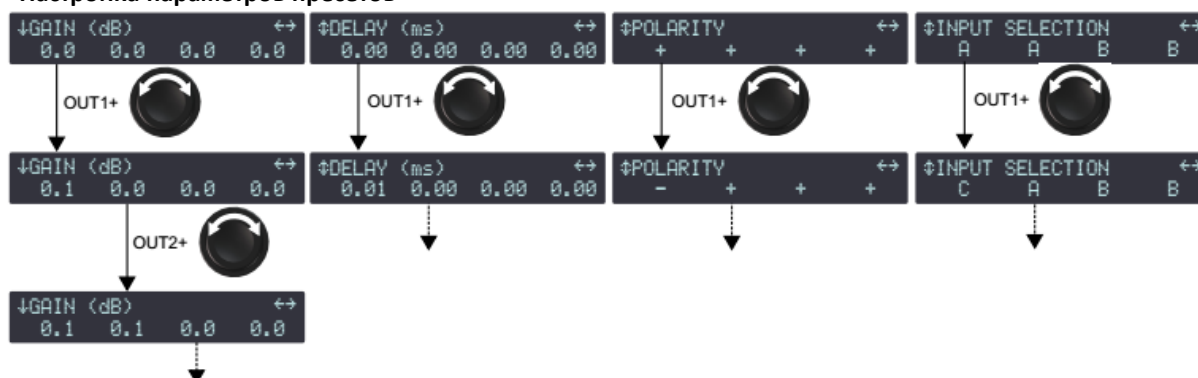 Настройка параметров пресетов
↓GAIN (dB) ↔
0.0 0.0 0.0 0.0
↕DELAY (ms) ↔
0.00 0.00 0.00 0.00
↕POLARITY ↔
+ + + +
↕INPUT SELECTION ↔
A A B B
OUT1+
OUT1+
OUT1+
OUT1+
↓GAIN (dB) ↔
0.1 0.0 0.0 0.0
↕DELAY (ms) ↔
0.01 0.00 0.00 0.00
↕POLARITY ↔
- + + +
↕INPUT SELECTION ↔
C A B B
OUT2+
↓GAIN (dB) ↔
0.1 0.1 0.0 0.0